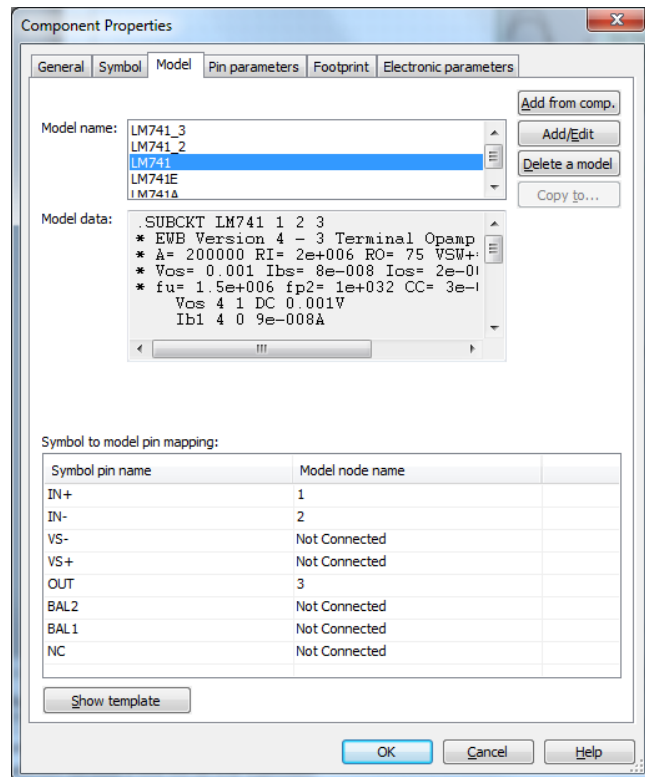 Component Properties
General Symbol Model Pin parameters Footprint Electronic parameters
Add from comp.
Model name:
LM741_3
LM741_2
LM741
LM741E
LM741A
Add/Edit
Delete a model
Copy to...
Model data:
.SUBCKT LM741 1 2 3
* EWB Version 4 - 3 Terminal Opamp
* A= 200000 RI= 2e+006 RO= 75 VSW+
* Vos= 0.001 Ibs= 8e-008 Ios=
* fu= 1.5e+006 fp2= 1e+032 CC=
Vos 4 1 DC 0.001V
Ib1 4 0 9e-008A
Symbol to model pin mapping:
Symbol pin name Model node name
IN+ 1
IN- 2
VS- Not Connected
VS+ Not Connected
OUT 3
BAL2 Not Connected
BAL1 Not Connected
NC Not Connected
Show template
OK Cancel Help